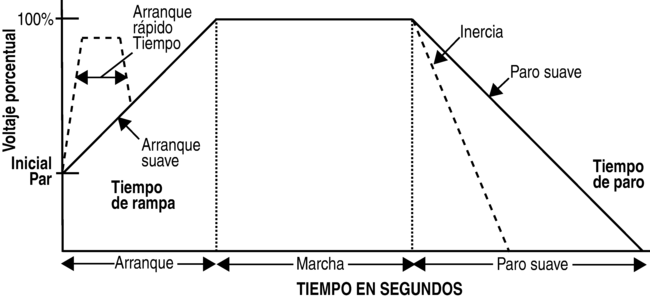 100%
Voltaje porcentual
Inicial
Par
Arranque
rápido
Tiempo
Arranque
suave
Tiempo
de rampa
Inercia
Paro suave
Tiempo
de paro
Arranque
Marcha
Paro suave
TIEMPO EN SEGUNDOS